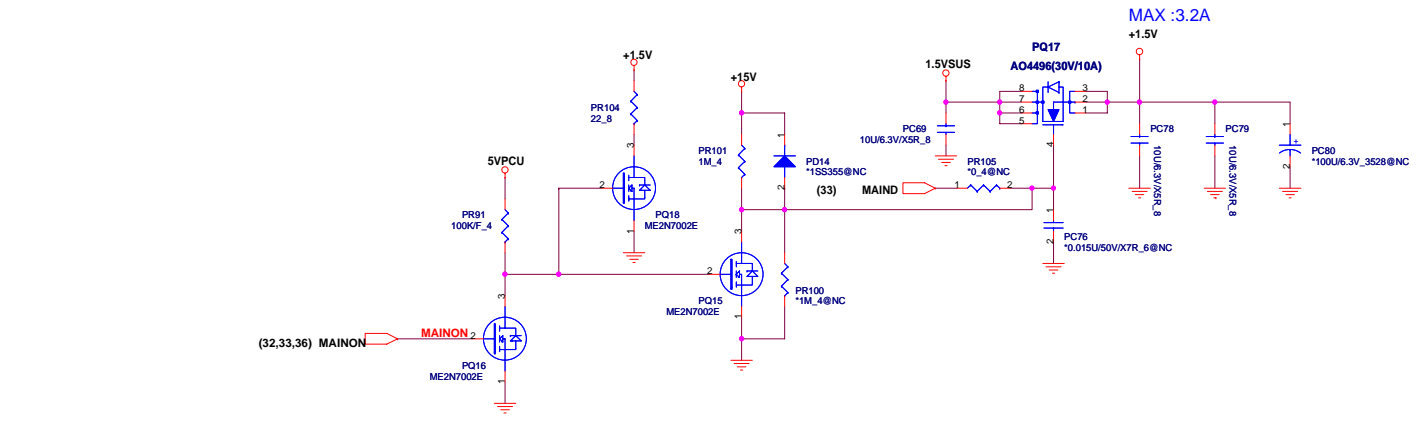 MAX :3.2A
+1.5V
PQ17
AO4496(30V/10A)
1.5VSUS
8
7
6
5
3
2
1
4
PC69
10U/6.3V/X5R_8
PC78
10U/6.3V/X5R_8
PC79
10U/6.3V/X5R_8
1
+
2
PC80
*100U/6.3V_3528@NC
+1.5V
PR104
22_8
3
2
1
PQ18
ME2N7002E
+15V
PR101
1M_4
1
2
PD14
*1SS355@NC
(33)
MAIND
1
PR105
*0_4@NC
2
1
2
PC76
*0.015U/50V/X7R_6@NC
5VPCU
PR91
100K/F_4
3
2
1
PQ15
ME2N7002E
PR100
*1M_4@NC
(32,33,36) MAINON
MAINON
2
3
1
PQ16
ME2N7002E